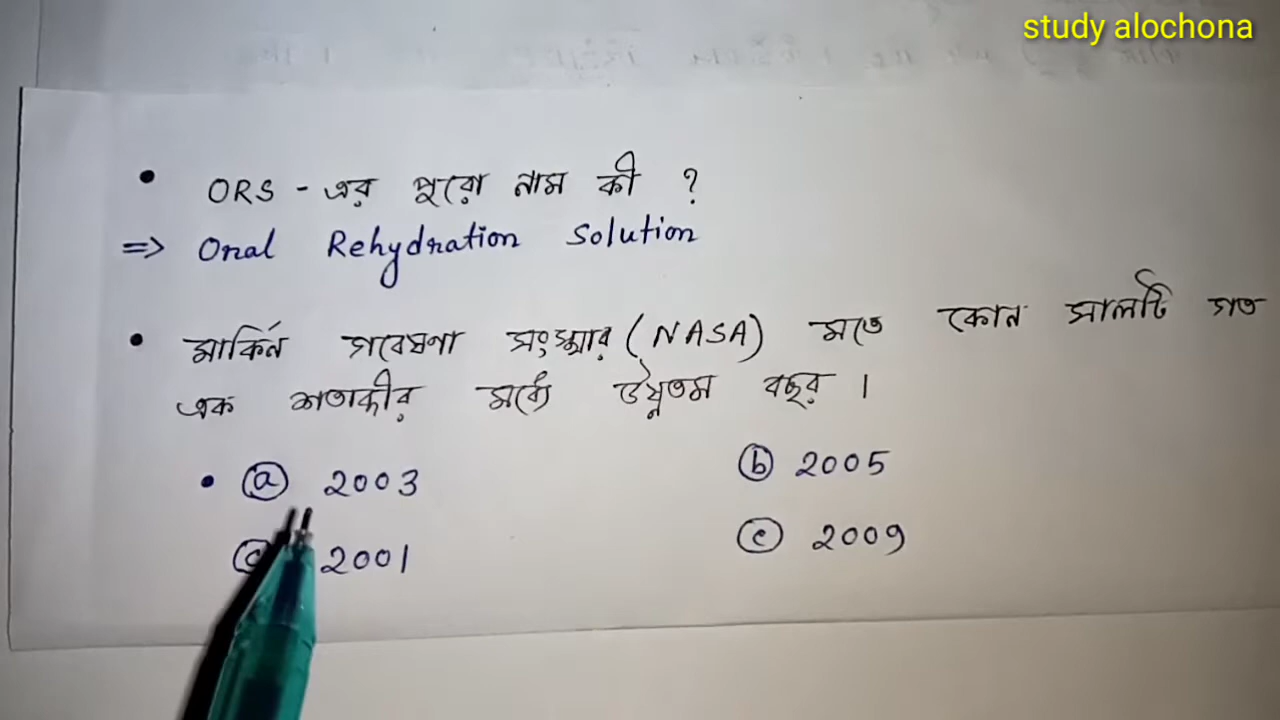 study alochona
• ORS - এর পুরো নাম কী ?
⇒ Oral Rehydration Solution
• মার্কিন গবেষণা সংস্থার (NASA) মতে কোন সালটি গত
এক শতাব্দীর মধ্যে উষ্ণতম বছর ।
• ⓐ 2003 ⓑ 2005
ⓒ 2001 ⓔ 2009